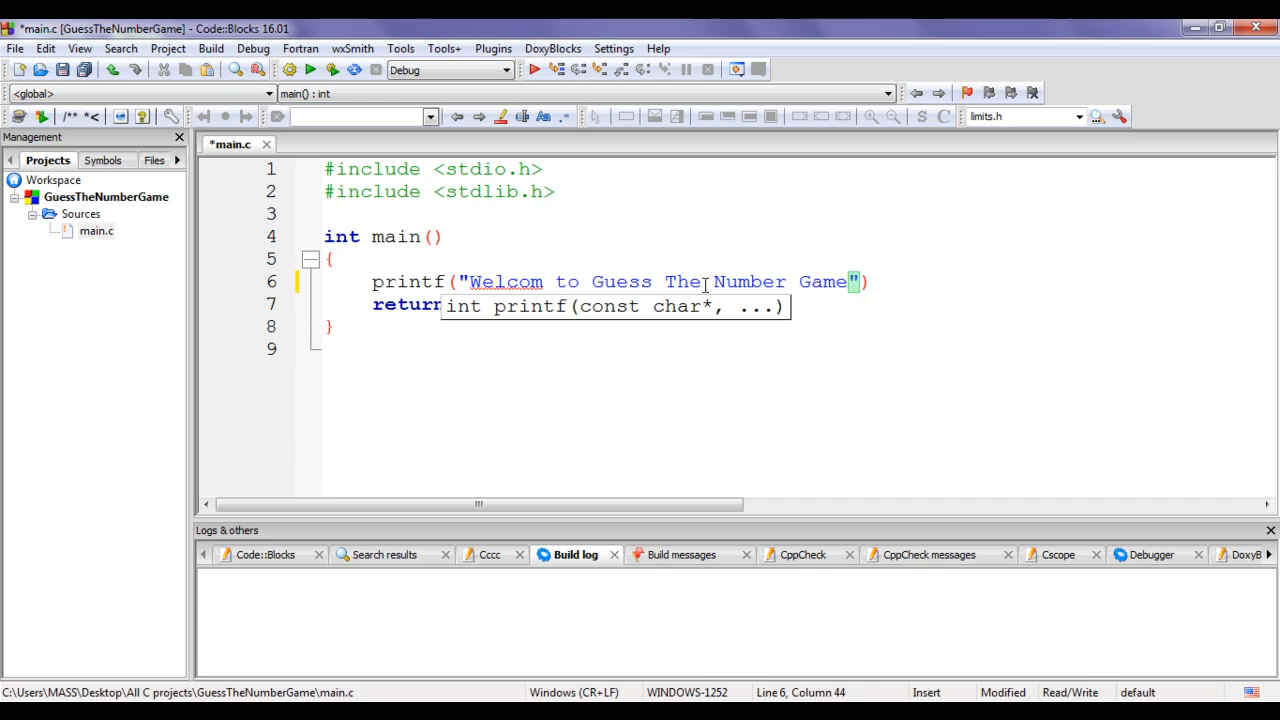 *main.c [GuessTheNumberGame] - Code::Blocks 16.01
File Edit View Search Project Build Debug Fortran wxSmith Tools Tools+ Plugins DoxyBlocks Settings Help
Debug
<global> main() : int
/** *< S C limits.h
Management
Projects Symbols Files
*main.c
Workspace
GuessTheNumberGame
Sources
main.c
1 #include <stdio.h>
2 #include <stdlib.h>
3
4 int main()
5 {
6 printf("Welcom to Guess The Number Game")
7 return
int printf(const char*, ...)
8 }
9
Logs & others
Code::Blocks Search results Cccc Build log Build messages CppCheck CppCheck messages Cscope Debugger DoxyB
C:\Users\MASS\Desktop\All C projects\GuessTheNumberGame\main.c Windows (CR+LF) WINDOWS-1252 Line 6, Column 44 Insert Modified Read/Write default